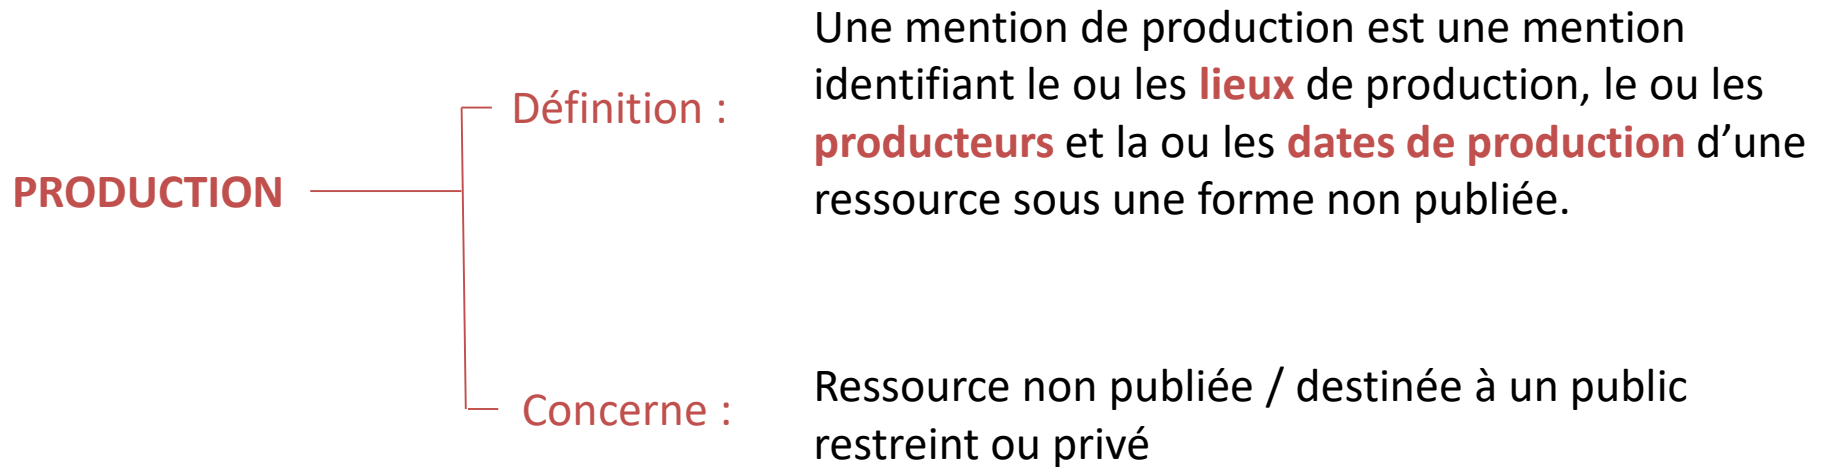 PRODUCTION
Définition :
Une mention de production est une mention
identifiant le ou les lieux de production, le ou les
producteurs et la ou les dates de production d’une
ressource sous une forme non publiée.
Concerne :
Ressource non publiée / destinée à un public
restreint ou privé